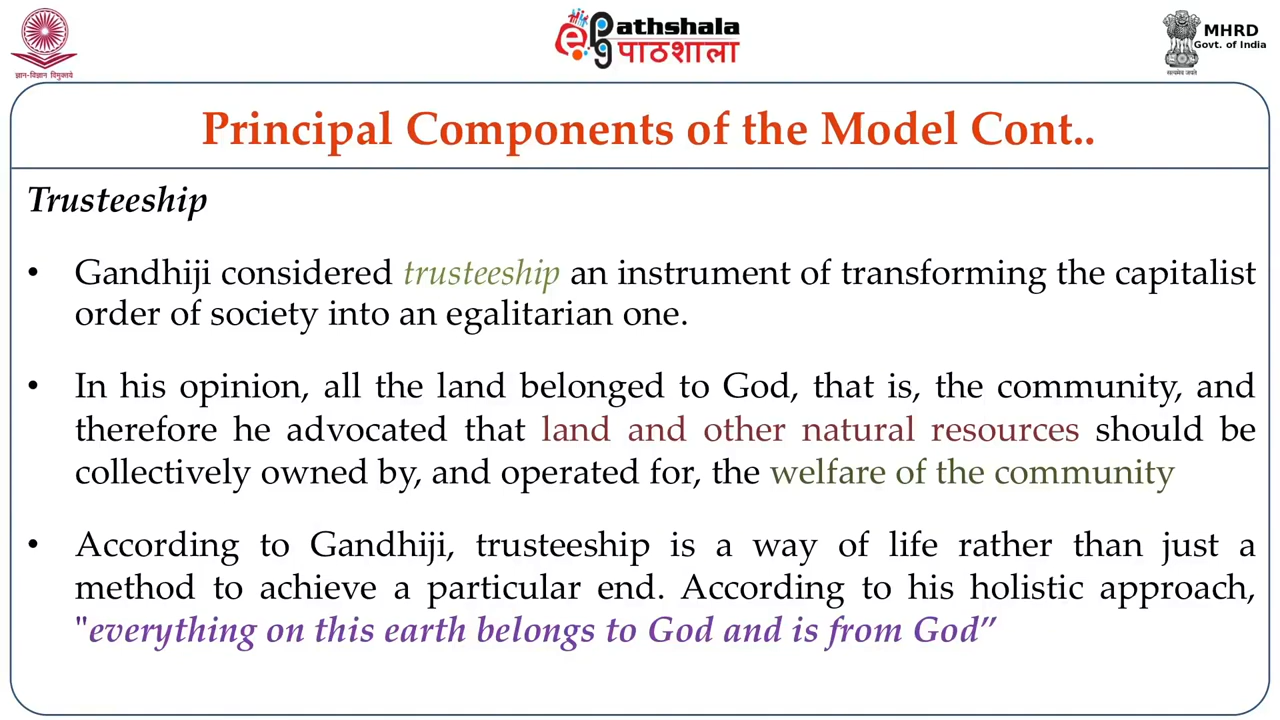 ePathshala
पाठशाला
MHRD
Govt. of India
ज्ञान-विज्ञान विमुक्तये
सत्यमेव जयते
Principal Components of the Model Cont..
Trusteeship
• Gandhiji considered trusteeship an instrument of transforming the capitalist
order of society into an egalitarian one.
• In his opinion, all the land belonged to God, that is, the community, and
therefore he advocated that land and other natural resources should be
collectively owned by, and operated for, the welfare of the community
• According to Gandhiji, trusteeship is a way of life rather than just a
method to achieve a particular end. According to his holistic approach,
"everything on this earth belongs to God and is from God”